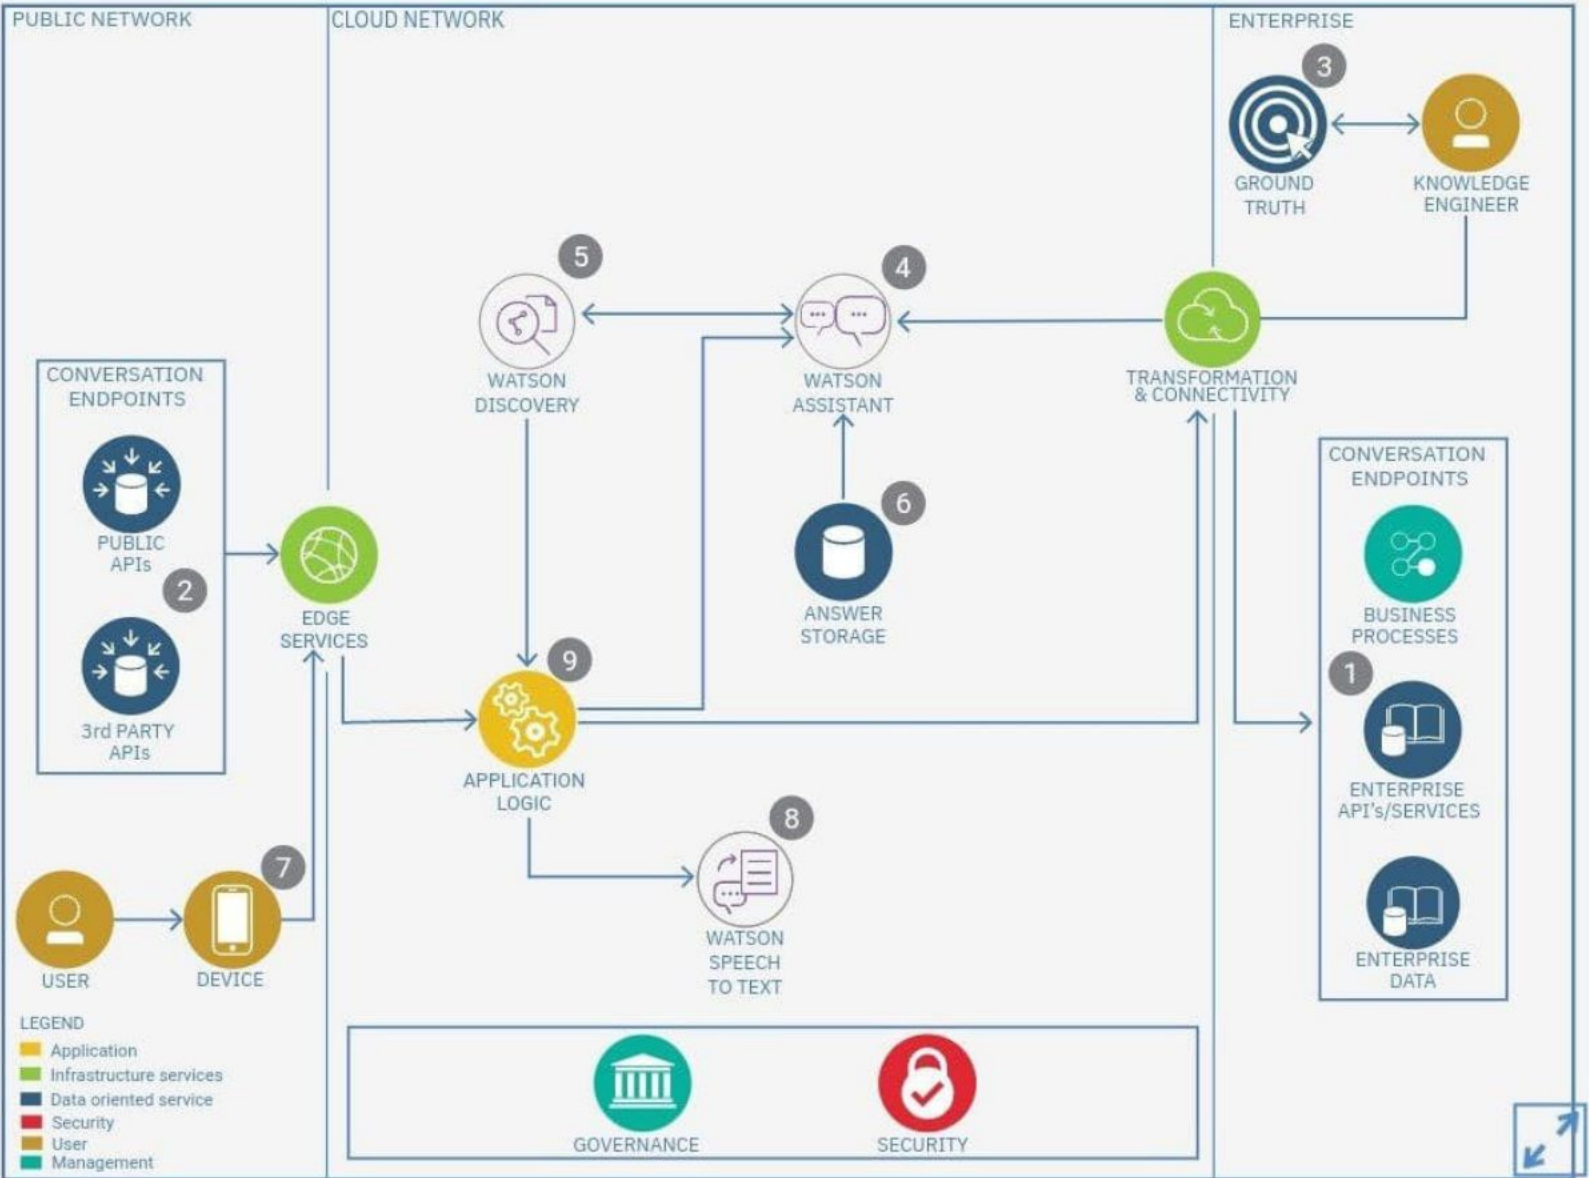 PUBLIC NETWORK
CLOUD NETWORK
ENTERPRISE
3
GROUND
TRUTH
KNOWLEDGE
ENGINEER
5
4
WATSON
DISCOVERY
WATSON
ASSISTANT
TRANSFORMATION
& CONNECTIVITY
CONVERSATION
ENDPOINTS
PUBLIC
APIs
2
3rd PARTY
APIs
EDGE
SERVICES
6
ANSWER
STORAGE
CONVERSATION
ENDPOINTS
BUSINESS
PROCESSES
1
ENTERPRISE
API's/SERVICES
ENTERPRISE
DATA
9
APPLICATION
LOGIC
8
WATSON
SPEECH
TO TEXT
7
USER
DEVICE
LEGEND
Application
Infrastructure services
Data oriented service
Security
User
Management
GOVERNANCE
SECURITY